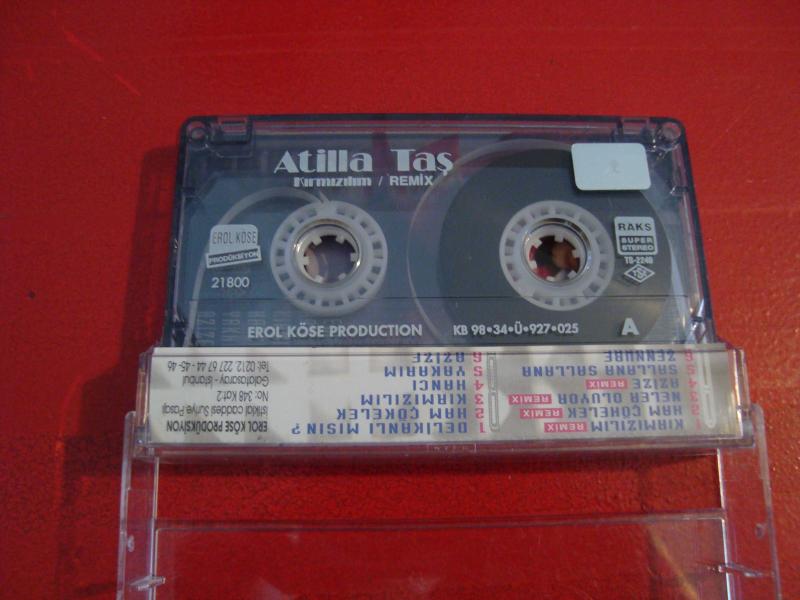 Atilla Taş
Kırmızılım / REMİX
EROL KÖSE
PRODÜKSİYON
21800
RAKS
SUPER
STEREO
TS-2240
TSE
EROL KÖSE PRODUCTION
KB 98•34•Ü•927•025
A
1 KIRMIZILIM REMIX
2 HAM ÇÖHELEK REMIX
3 NELER OLUYOR REMIX
4 AZİZE REMIX
5 SALLANA SALLANA
6 ZENNUBE
1 DELİKANLI MISIN?
2 HAM ÇÖKELEK
3 KIRMIZILIM
4 HANCI
5 YAKARIM
6 AZİZE
EROL KÖSE PRODÜKSİYON
İstiklal caddesi Suriye Pasajı
No: 348 Kat:2
Galatasaray - İstanbul
Tel: 0212. 227 67 44 - 45- 46